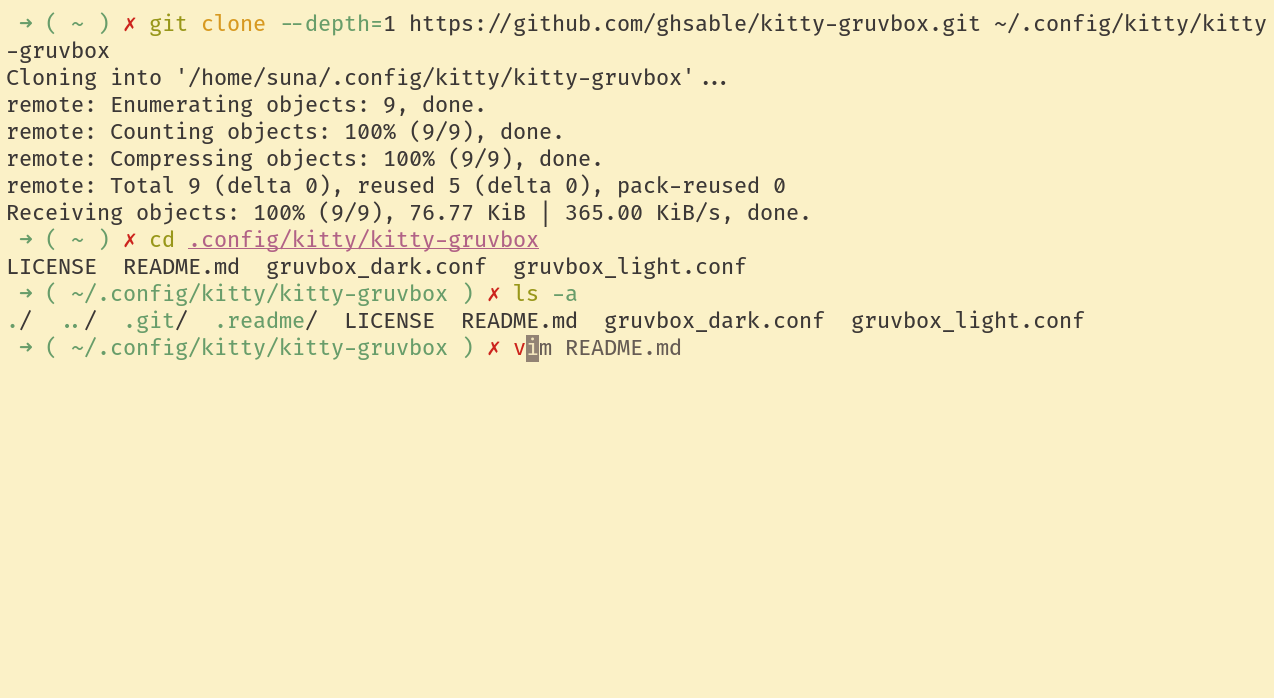 ➜ ( ~ ) ✗ git clone --depth=1 https://github.com/ghsable/kitty-gruvbox.git ~/.config/kitty/kitty
-gruvbox
Cloning into '/home/suna/.config/kitty/kitty-gruvbox'...
remote: Enumerating objects: 9, done.
remote: Counting objects: 100% (9/9), done.
remote: Compressing objects: 100% (9/9), done.
remote: Total 9 (delta 0), reused 5 (delta 0), pack-reused 0
Receiving objects: 100% (9/9), 76.77 KiB | 365.00 KiB/s, done.
➜ ( ~ ) ✗ cd .config/kitty/kitty-gruvbox
LICENSE  README.md  gruvbox_dark.conf  gruvbox_light.conf
➜ ( ~/.config/kitty/kitty-gruvbox ) ✗ ls -a
./  ../  .git/  .readme/  LICENSE  README.md  gruvbox_dark.conf  gruvbox_light.conf
➜ ( ~/.config/kitty/kitty-gruvbox ) ✗ vim README.md